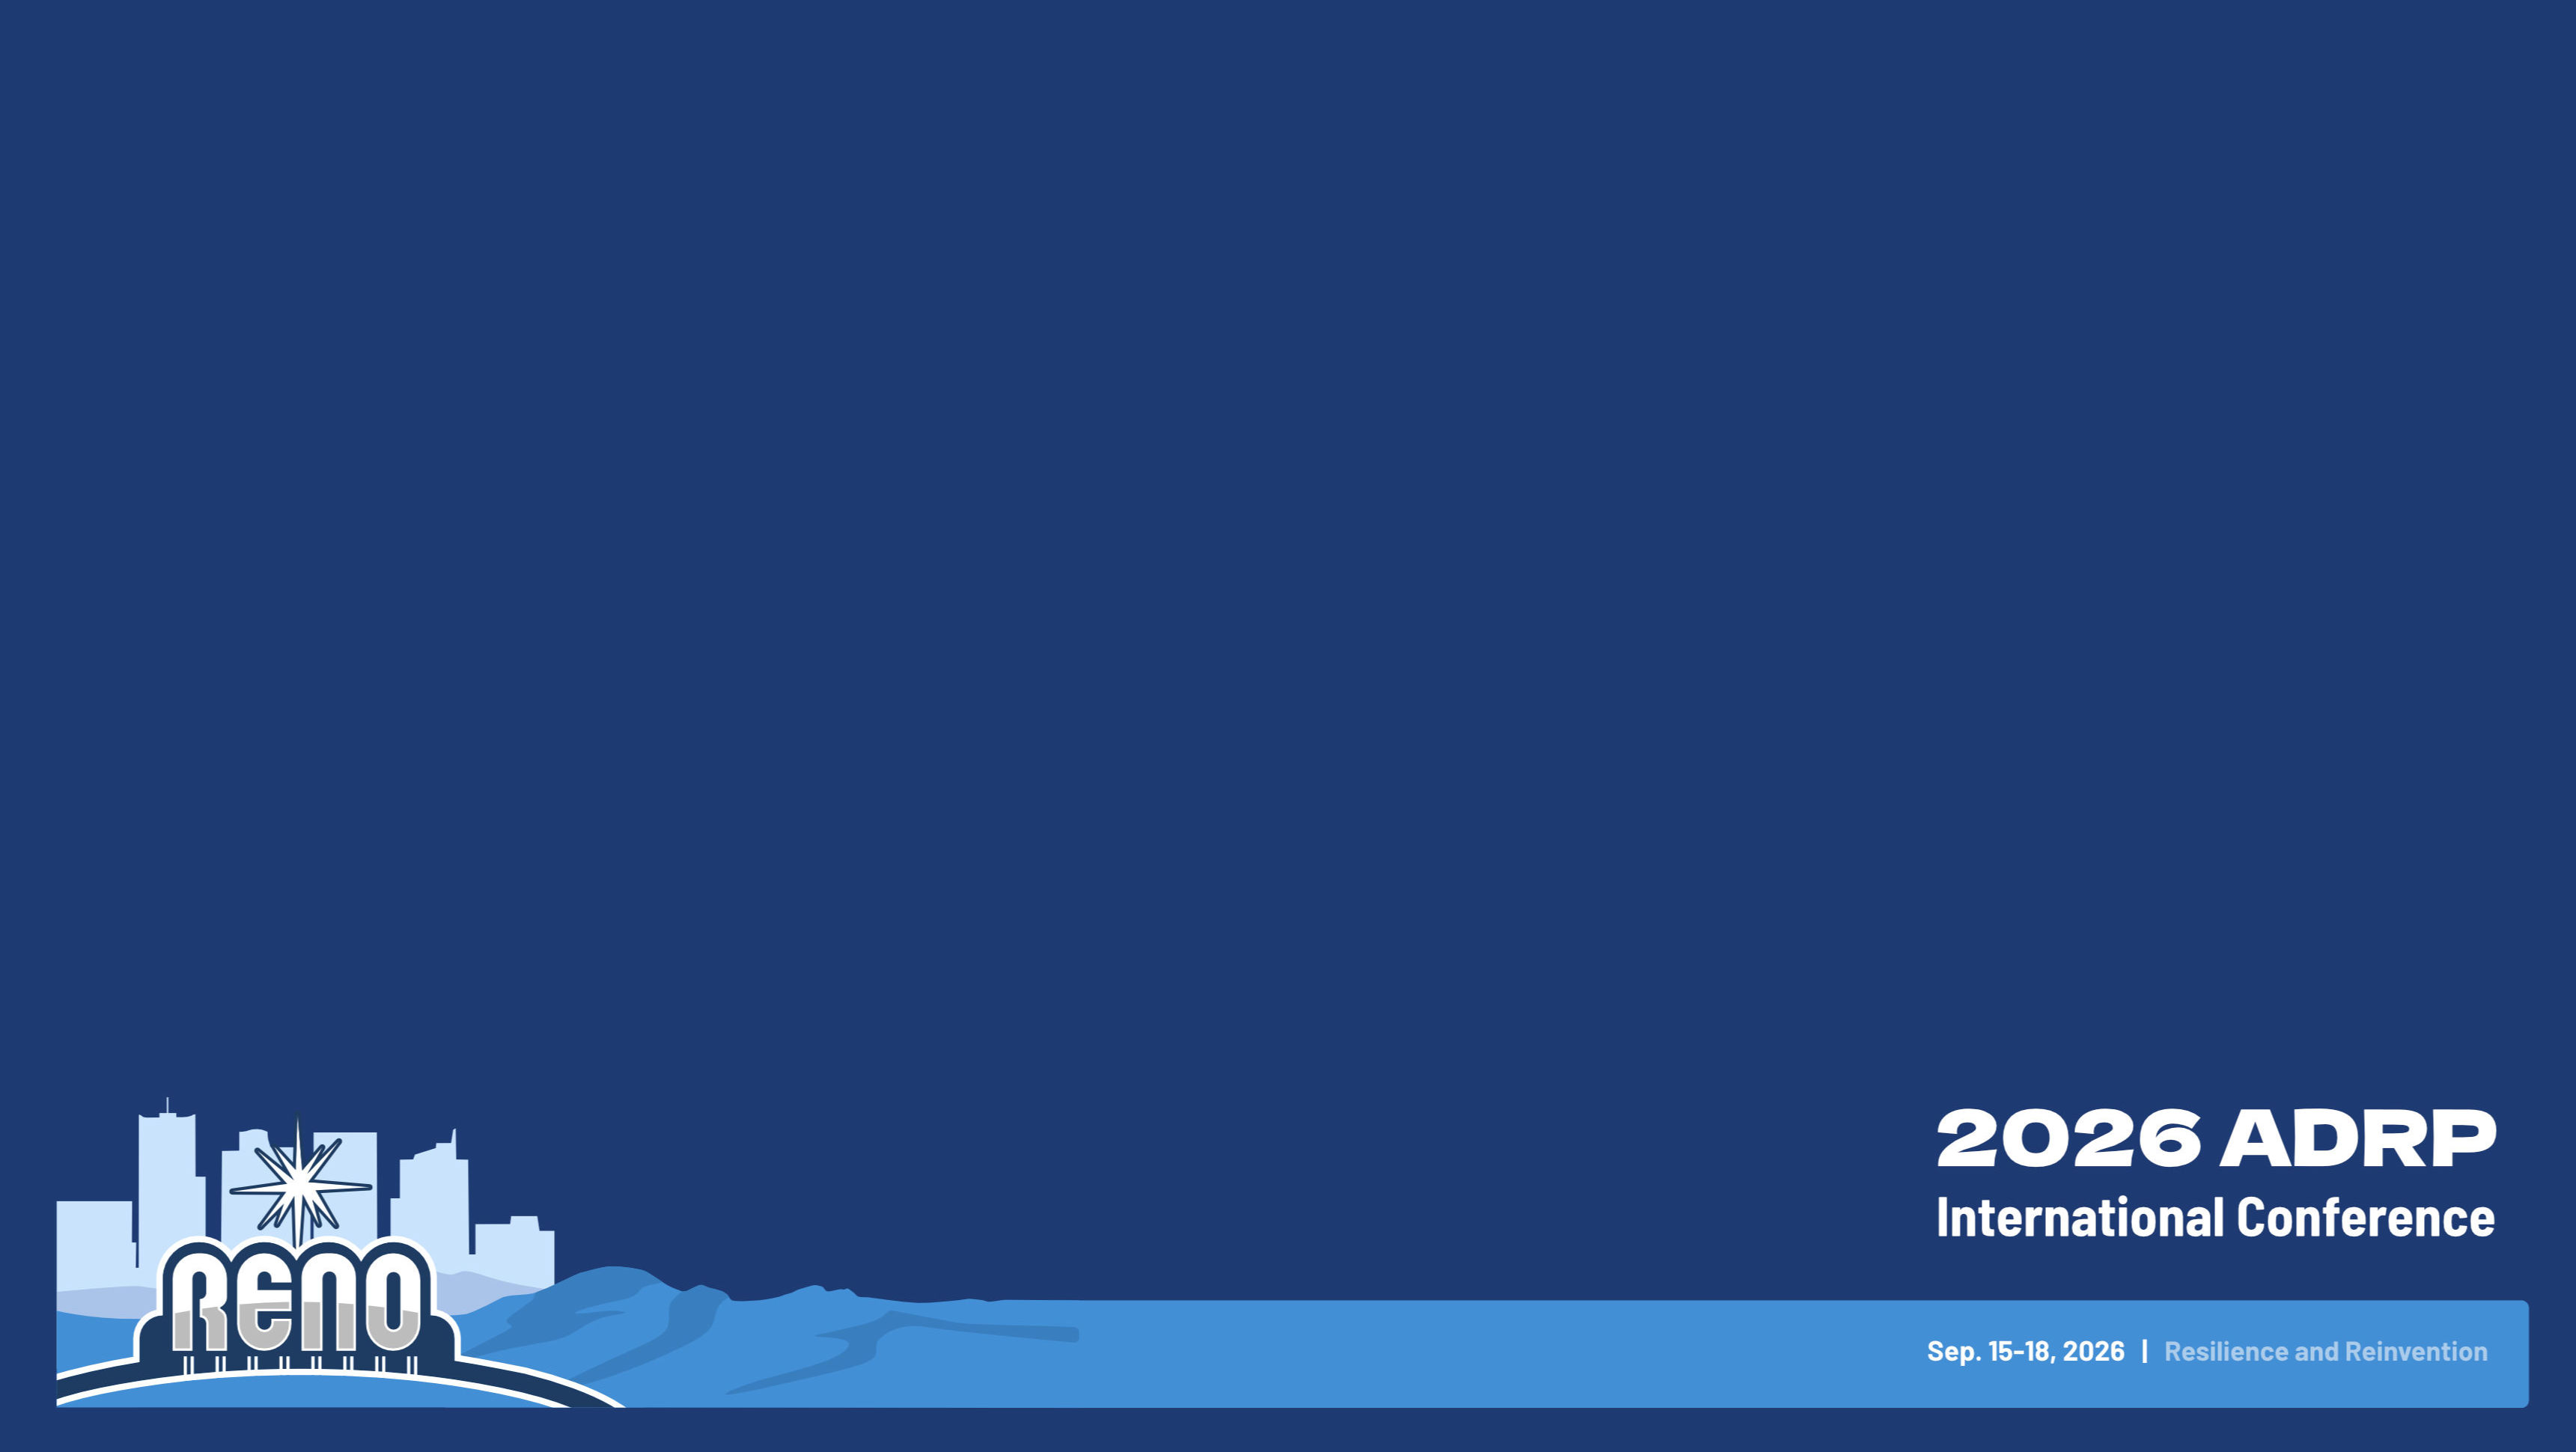 2026 ADRP
International Conference
RENO
Sep. 15-18, 2026 | Resilience and Reinvention